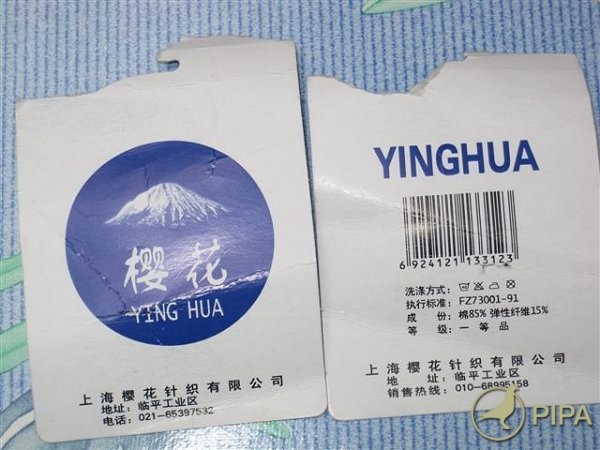 樱花
YING HUA
上海樱花针织有限公司
地址：临平工业区
电话：021-65397532
YINGHUA
6 924121 133123
洗涤方式：
执行标准：FZ73001-91
成　份：棉85% 弹性纤维15%
等　级：一等品
上海樱花针织有限公司
地址：临平工业区
销售热线：010-68995158
PIPA